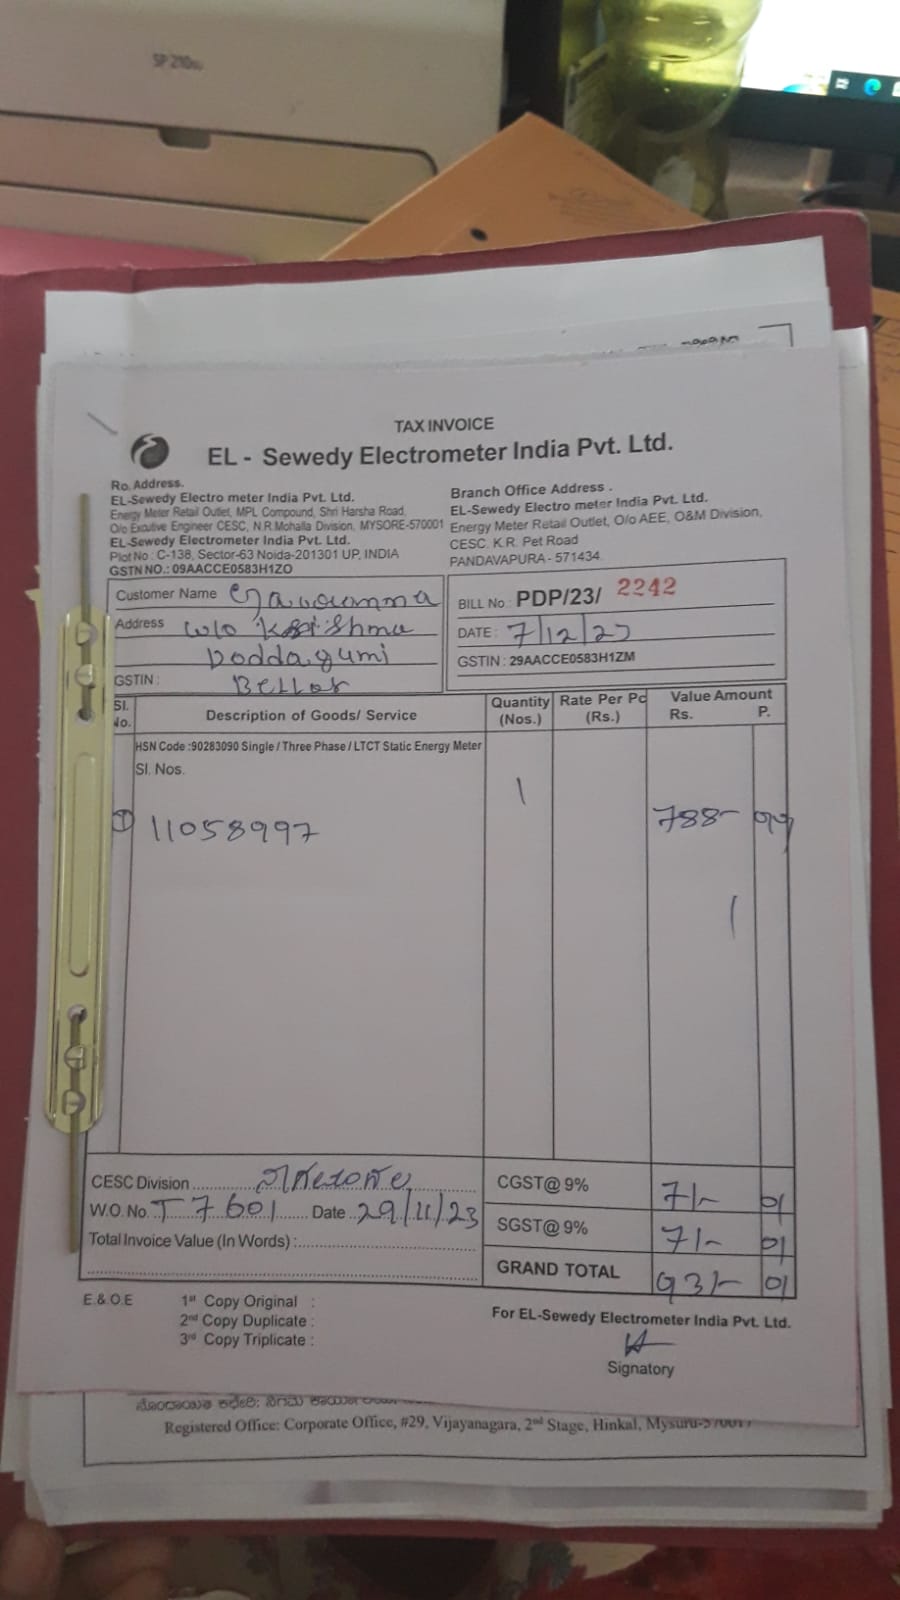 SP 210su
TAX INVOICE
EL - Sewedy Electrometer India Pvt. Ltd.
Ro. Address.
EL-Sewedy Electro meter India Pvt. Ltd.
Energy Meter Retail Outlet, MPL Compound, Shri Harsha Road,
O/o Excutive Engineer CESC, N.R.Mohalla Division, MYSORE-570001
EL-Sewedy Electrometer India Pvt. Ltd.
Plot No : C-138, Sector-63 Noida-201301 UP, INDIA
GSTN NO.: 09AACCE0583H1ZO
Branch Office Address .
EL-Sewedy Electro meter India Pvt. Ltd.
Energy Meter Retail Outlet, O/o AEE, O&M Division,
CESC. K.R. Pet Road
PANDAVAPURA - 571434.
Customer Name
Address w/o Krishna
Doddagumi
GSTIN : Bellor
BILL No.: PDP/23/ 2242
DATE : 7/12/23
GSTIN : 29AACCE0583H1ZM
Sl. No. Description of Goods/ Service Quantity (Nos.) Rate Per Pc (Rs.) Value Amount Rs. P.
HSN Code :90283090 Single / Three Phase / LTCT Static Energy Meter
Sl. Nos.
1 11058997 1 788- 99
CESC Division
W.O. No. T 7601 Date 29/11/23
Total Invoice Value (In Words) :
CGST@ 9% 71- 01
SGST@ 9% 71- 01
GRAND TOTAL 931- 01
E.&.O.E
1st Copy Original :
2nd Copy Duplicate :
3rd Copy Triplicate :
For EL-Sewedy Electrometer India Pvt. Ltd.
Signatory
Registered Office: Corporate Office, #29, Vijayanagara, 2nd Stage, Hinkal, Mysuru-570017